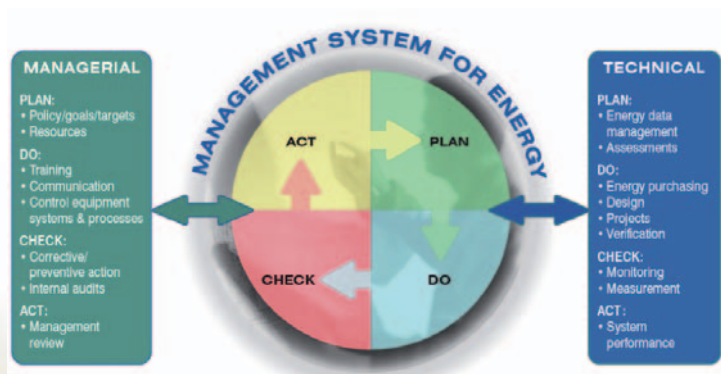 MANAGEMENT SYSTEM FOR ENERGY
MANAGERIAL
PLAN:
• Policy/goals/targets
• Resources
DO:
• Training
• Communication
• Control equipment
systems & processes
CHECK:
• Corrective/
preventive action
• Internal audits
ACT:
• Management
review
ACT
PLAN
CHECK
DO
TECHNICAL
PLAN:
• Energy data
management
• Assessments
DO:
• Energy purchasing
• Design
• Projects
• Verification
CHECK:
• Monitoring
• Measurement
ACT:
• System
performance